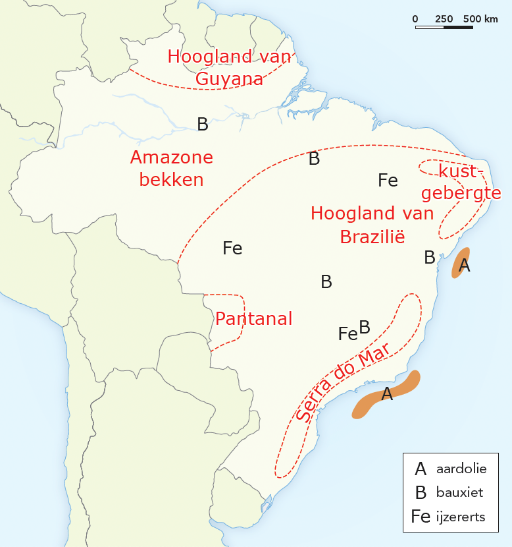 0 250 500 km
Hoogland van
Guyana
B
Amazone
bekken
B
Fe
kust-
gebergte
Hoogland van
Brazilië
Fe
B
A
B
Pantanal
Fe
B
Serra do Mar
A
A aardolie
B bauxiet
Fe ijzererts